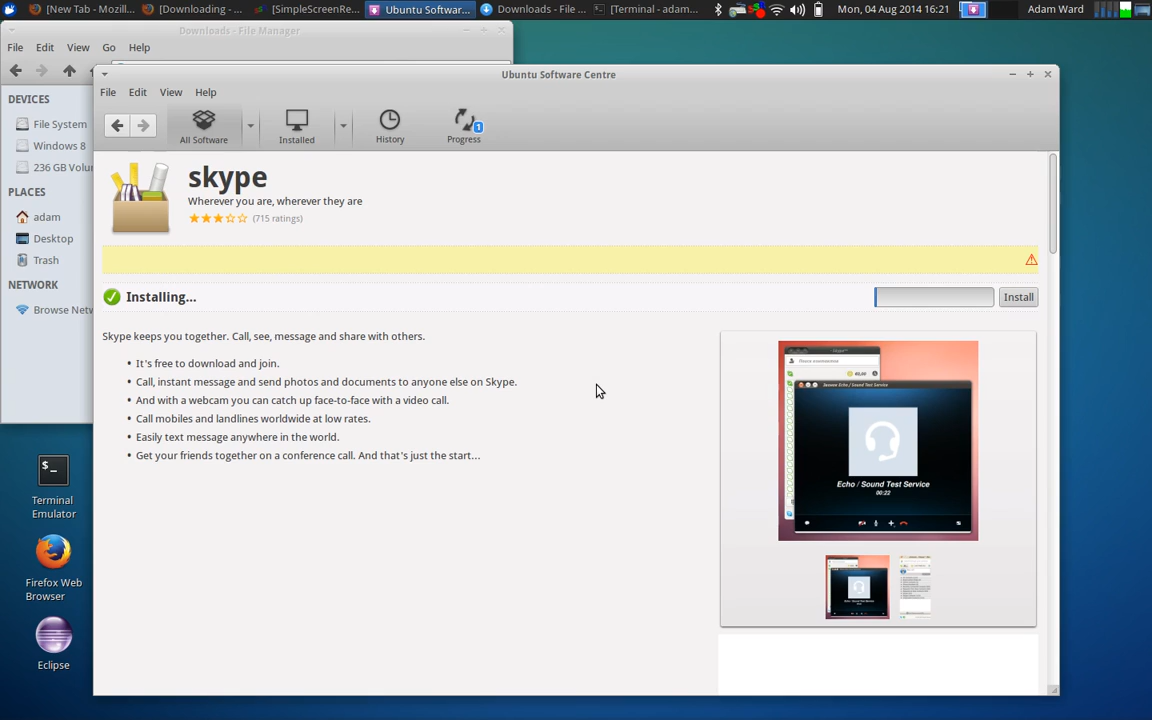 [New Tab - Mozill...
[Downloading - ...
[SimpleScreenRe...
Ubuntu Softwar...
Downloads - File ...
[Terminal - adam...
Mon, 04 Aug 2014 16:21
Adam Ward
Downloads - File Manager
File Edit View Go Help
DEVICES
File System
Windows 8
236 GB Volu
PLACES
adam
Desktop
Trash
NETWORK
Browse Netw
Ubuntu Software Centre
File Edit View Help
All Software
Installed
History
Progress
1
skype
Wherever you are, wherever they are
(715 ratings)
Installing...
Install
Skype keeps you together. Call, see, message and share with others.
• It's free to download and join.
• Call, instant message and send photos and documents to anyone else on Skype.
• And with a webcam you can catch up face-to-face with a video call.
• Call mobiles and landlines worldwide at low rates.
• Easily text message anywhere in the world.
• Get your friends together on a conference call. And that's just the start...
Echo / Sound Test Service
00:22
$_
Terminal
Emulator
Firefox Web
Browser
Eclipse